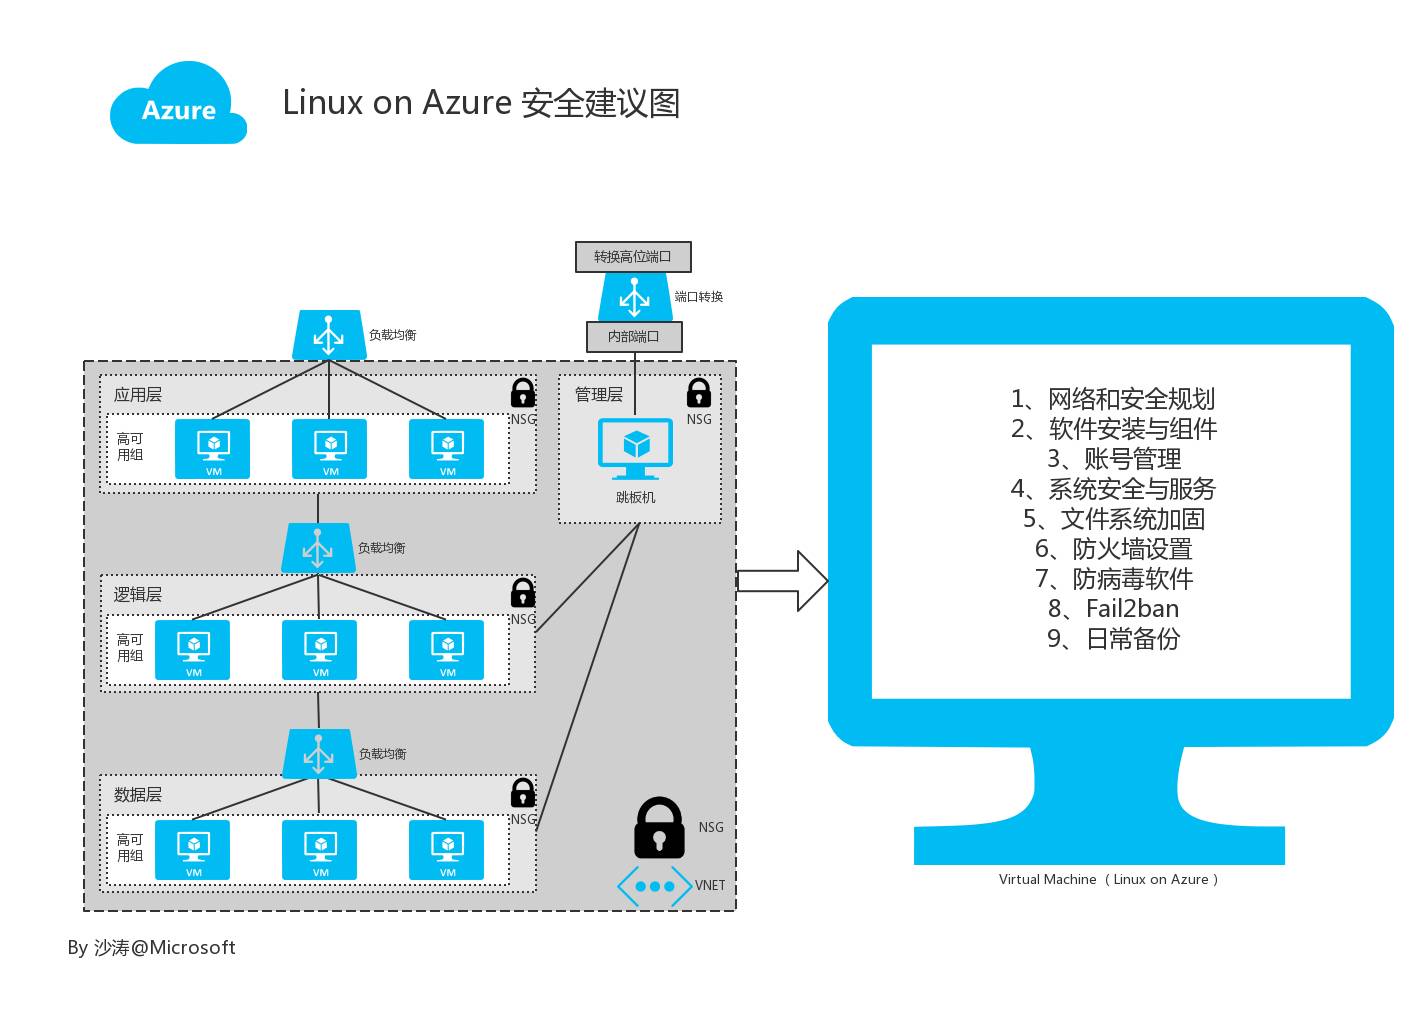 Azure
Linux on Azure 安全建议图
转换高位端口
端口转换
内部端口
负载均衡
应用层
NSG
高可
用组
VM
VM
VM
管理层
NSG
跳板机
负载均衡
逻辑层
NSG
高可
用组
VM
VM
VM
负载均衡
数据层
NSG
高可
用组
VM
VM
VM
NSG
VNET
1、网络和安全规划
2、软件安装与组件
3、账号管理
4、系统安全与服务
5、文件系统加固
6、防火墙设置
7、防病毒软件
8、Fail2ban
9、日常备份
Virtual Machine（Linux on Azure）
By 沙涛@Microsoft